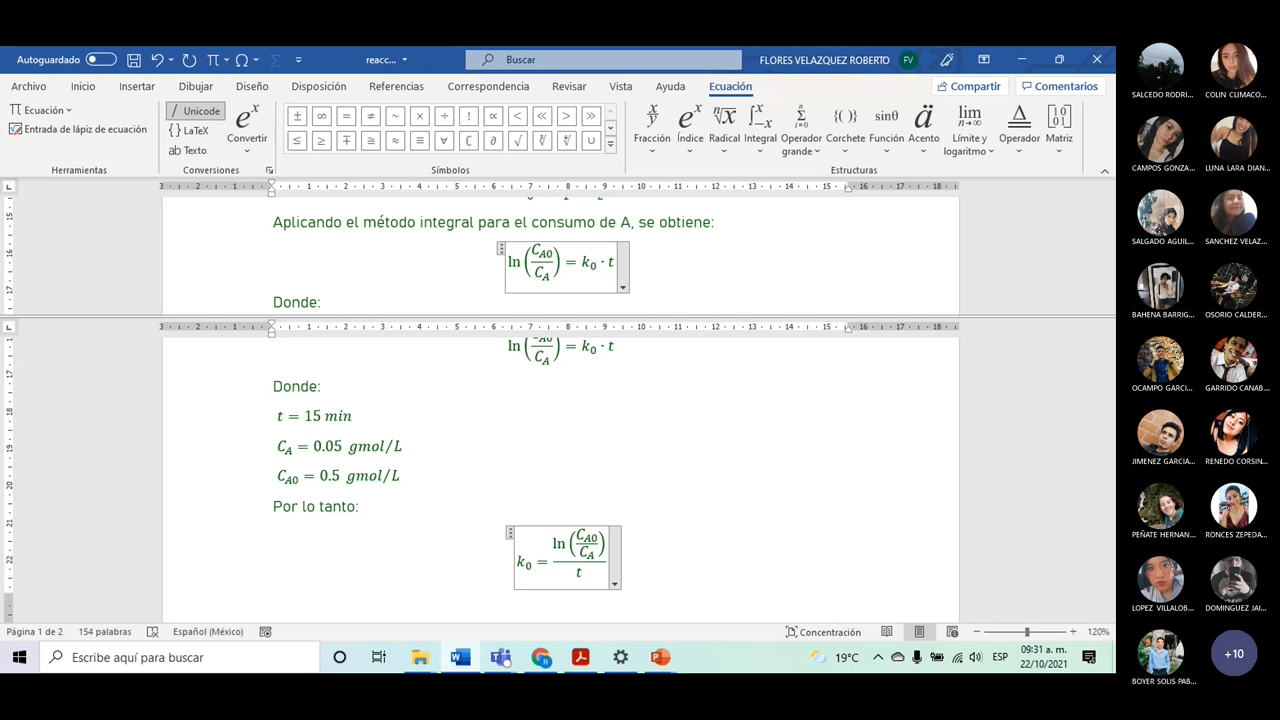 Autoguardado
reacc...
Buscar
FLORES VELAZQUEZ ROBERTO
FV
Archivo Inicio Insertar Dibujar Diseño Disposición Referencias Correspondencia Revisar Vista Ayuda Ecuación
Compartir Comentarios
Ecuación
Entrada de lápiz de ecuación
Herramientas
Unicode
LaTeX
Texto
Convertir
Conversiones
Símbolos
Fracción Índice Radical Integral Operador grande Corchete Función Acento Límite y logaritmo Operador Matriz
Estructuras
Aplicando el método integral para el consumo de A, se obtiene:
ln (C_A0/C_A) = k_0 · t
Donde:
ln (C_A0/C_A) = k_0 · t
Donde:
t = 15 min
C_A = 0.05 gmol/L
C_A0 = 0.5 gmol/L
Por lo tanto:
k_0 = ln (C_A0/C_A) / t
Página 1 de 2 154 palabras Español (México) Concentración 120%
Escribe aquí para buscar
19°C
ESP
09:31 a. m.
22/10/2021
SALCEDO RODRI... COLIN CLIMACO...
CAMPOS GONZA... LUNA LARA DIAN...
SALGADO AGUIL... SANCHEZ VELAZ...
BAHENA BARRIG... OSORIO CALDER...
OCAMPO GARCI... GARRIDO CANAB...
JIMENEZ GARCIA... RENEDO CORSIN...
PEÑATE HERNAN... RONCES ZEPEDA...
LOPEZ VILLALOB... DOMINGUEZ JAI...
BOYER SOLIS PAB...
+10